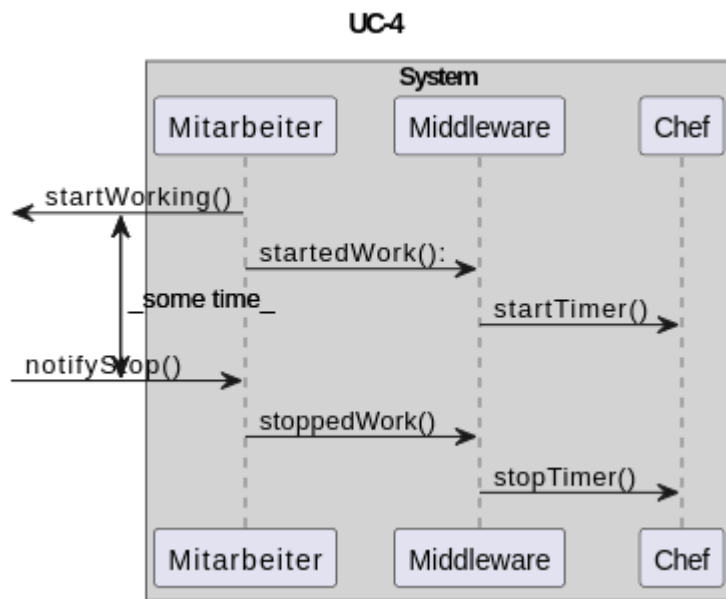 UC-4
System
Mitarbeiter Middleware Chef
startWorking()
startedWork():
_some time_
startTimer()
notifyStop()
stoppedWork()
stopTimer()
Mitarbeiter Middleware Chef